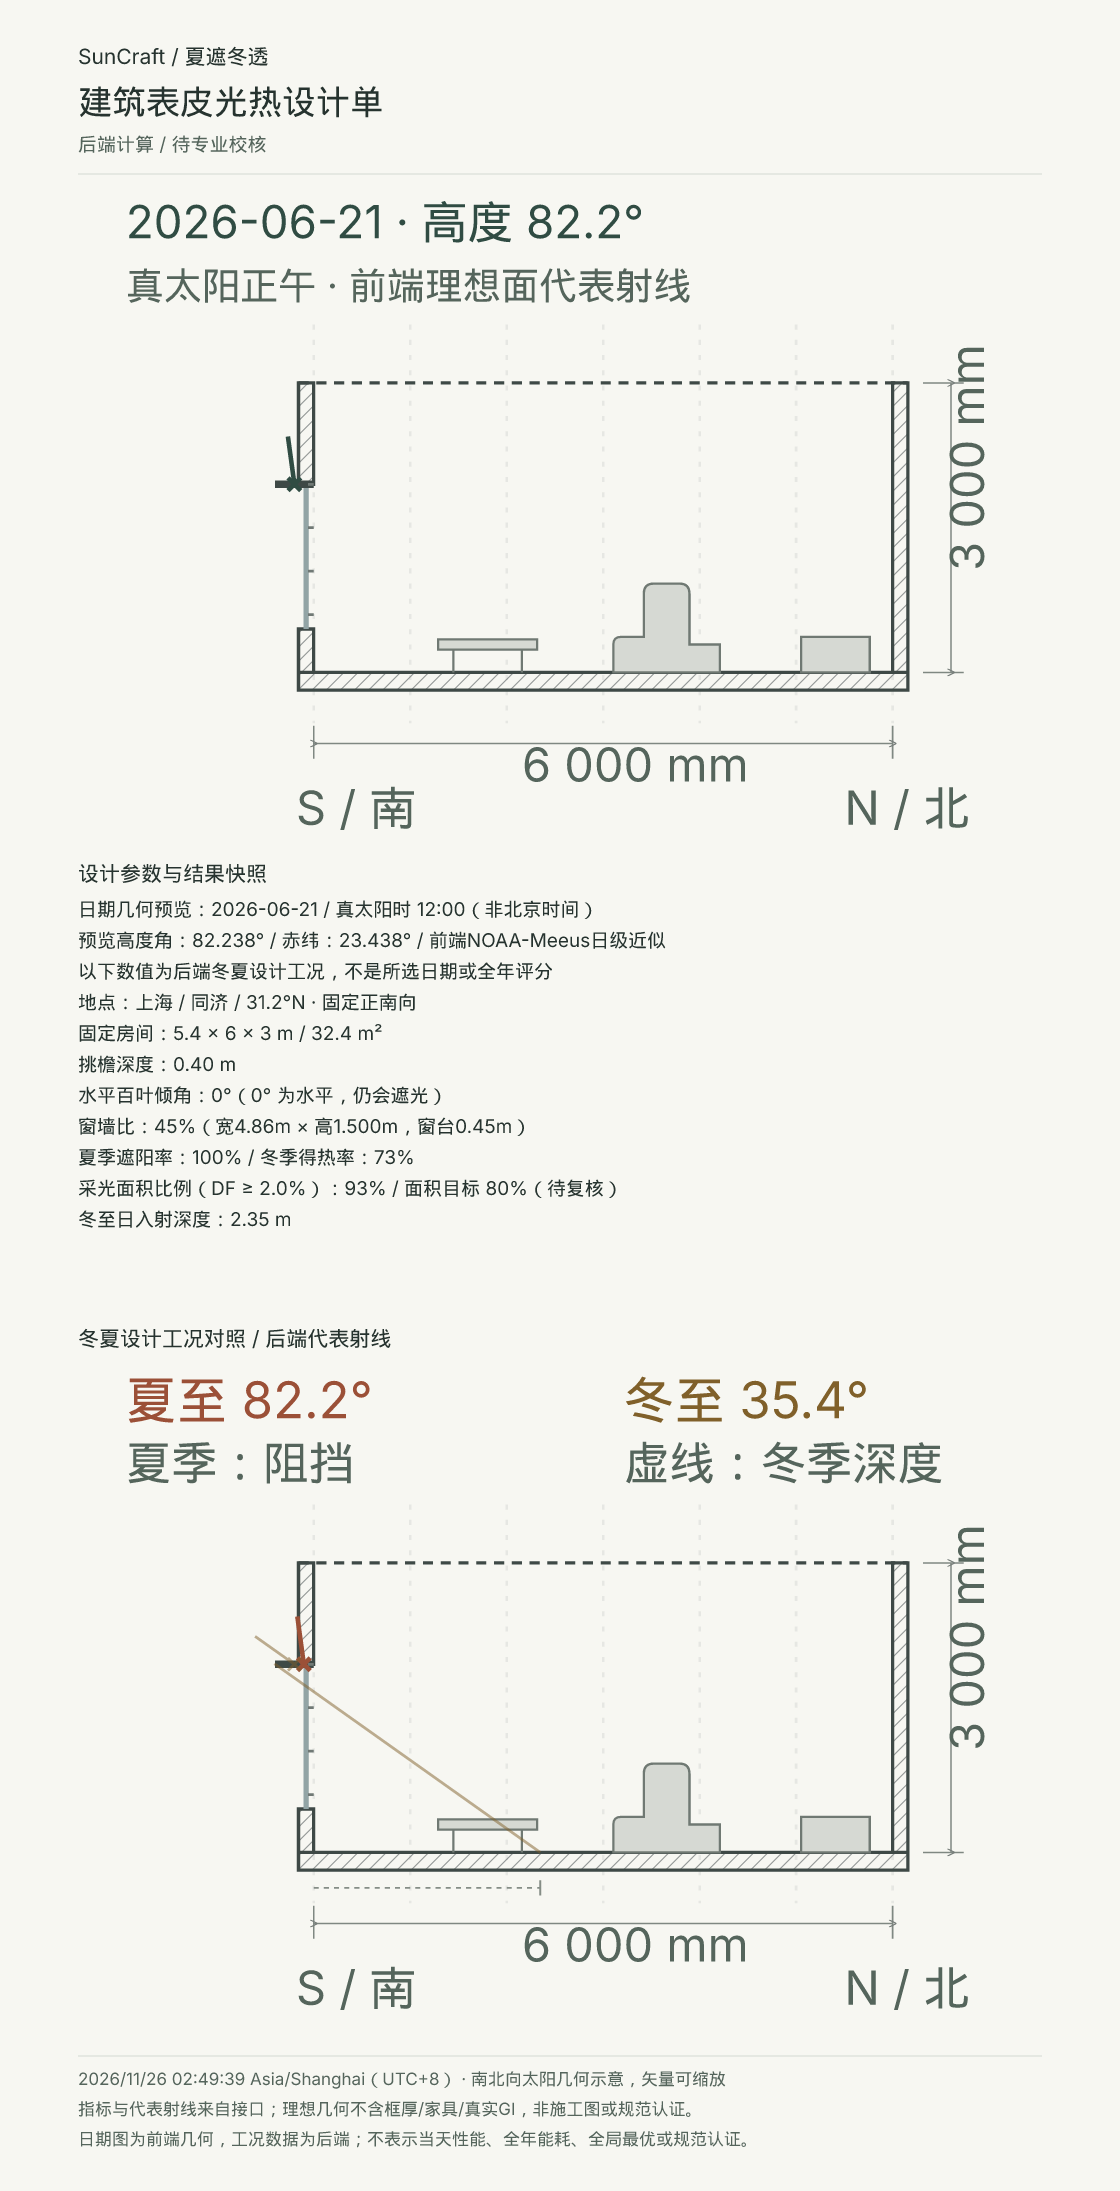 SunCraft / 夏遮冬透
建筑表皮光热设计单
后端计算 / 待专业校核
2026-06-21 · 高度 82.2°
真太阳正午 · 前端理想面代表射线
3 000 mm
6 000 mm
S / 南
N / 北
设计参数与结果快照
日期几何预览：2026-06-21 / 真太阳时 12:00（非北京时间）
预览高度角：82.238° / 赤纬：23.438° / 前端NOAA-Meeus日级近似
以下数值为后端冬夏设计工况，不是所选日期或全年评分
地点：上海 / 同济 / 31.2°N · 固定正南向
固定房间：5.4 × 6 × 3 m / 32.4 m²
挑檐深度：0.40 m
水平百叶倾角：0°（0° 为水平，仍会遮光）
窗墙比：45%（宽4.86m × 高1.500m，窗台0.45m）
夏季遮阳率：100% / 冬季得热率：73%
采光面积比例（DF ≥ 2.0%）：93% / 面积目标 80%（待复核）
冬至日入射深度：2.35 m
冬夏设计工况对照 / 后端代表射线
夏至 82.2°
冬至 35.4°
夏季：阻挡
虚线：冬季深度
3 000 mm
6 000 mm
S / 南
N / 北
2026/11/26 02:49:39 Asia/Shanghai（UTC+8）· 南北向太阳几何示意，矢量可缩放
指标与代表射线来自接口；理想几何不含框厚/家具/真实GI，非施工图或规范认证。
日期图为前端几何，工况数据为后端；不表示当天性能、全年能耗、全局最优或规范认证。